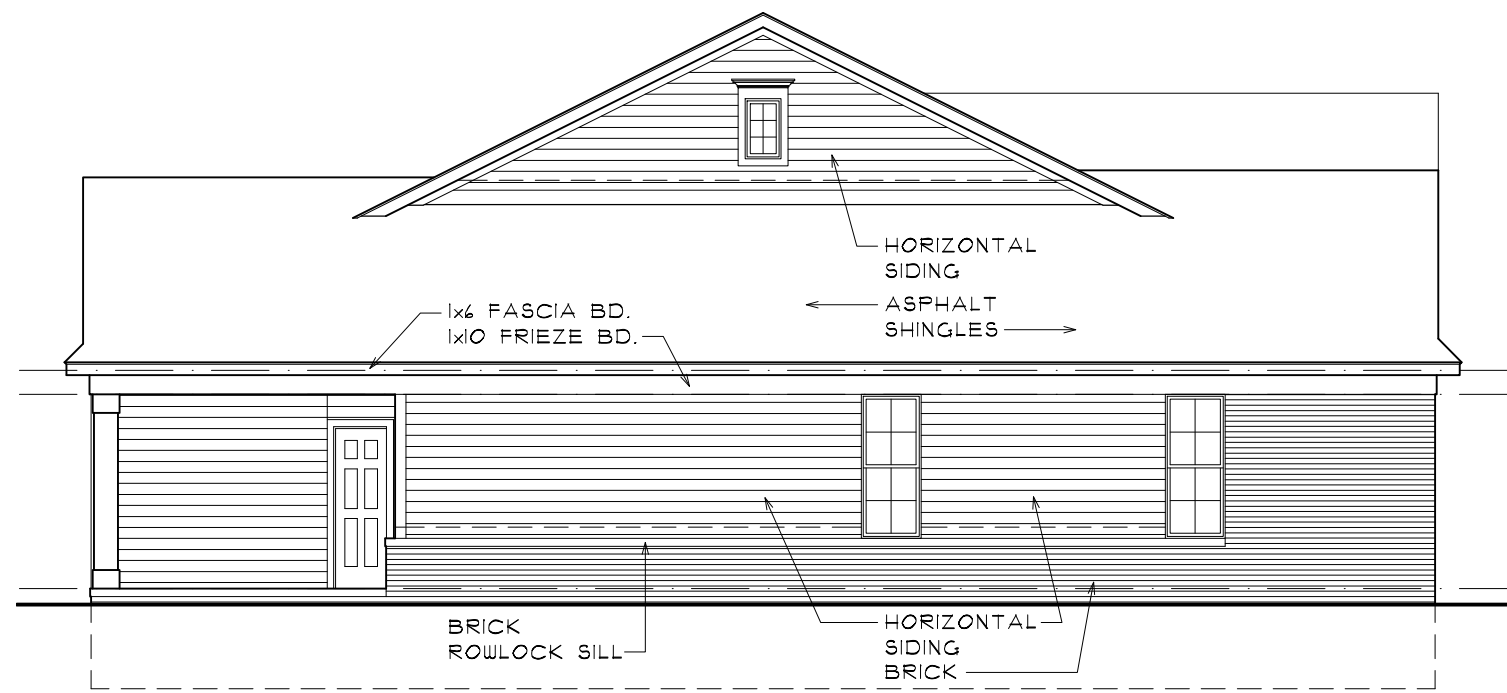 HORIZONTAL
SIDING
ASPHALT
SHINGLES
1x6 FASCIA BD.
1x10 FRIEZE BD.
BRICK
ROWLOCK SILL
HORIZONTAL
SIDING
BRICK